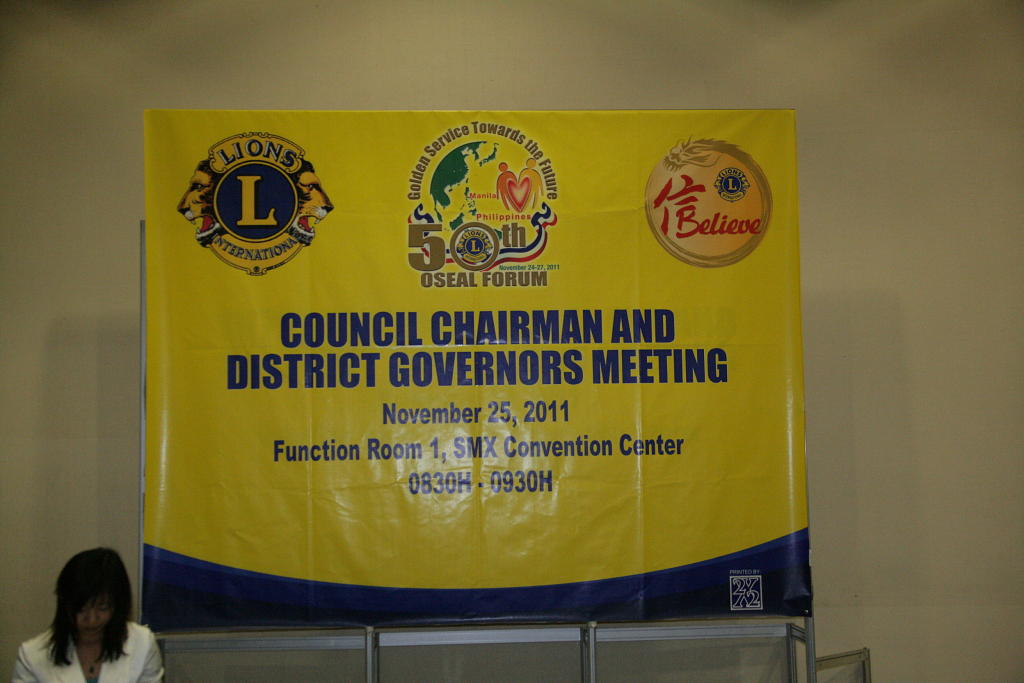 LIONS
L
INTERNATIONAL
Golden Service Towards the Future
Manila
Philippines
50th
LIONS
L
November 24-27, 2011
OSEAL FORUM
信
L
Believe
COUNCIL CHAIRMAN AND
DISTRICT GOVERNORS MEETING
November 25, 2011
Function Room 1, SMX Convention Center
0830H - 0930H
PRINTED BY: